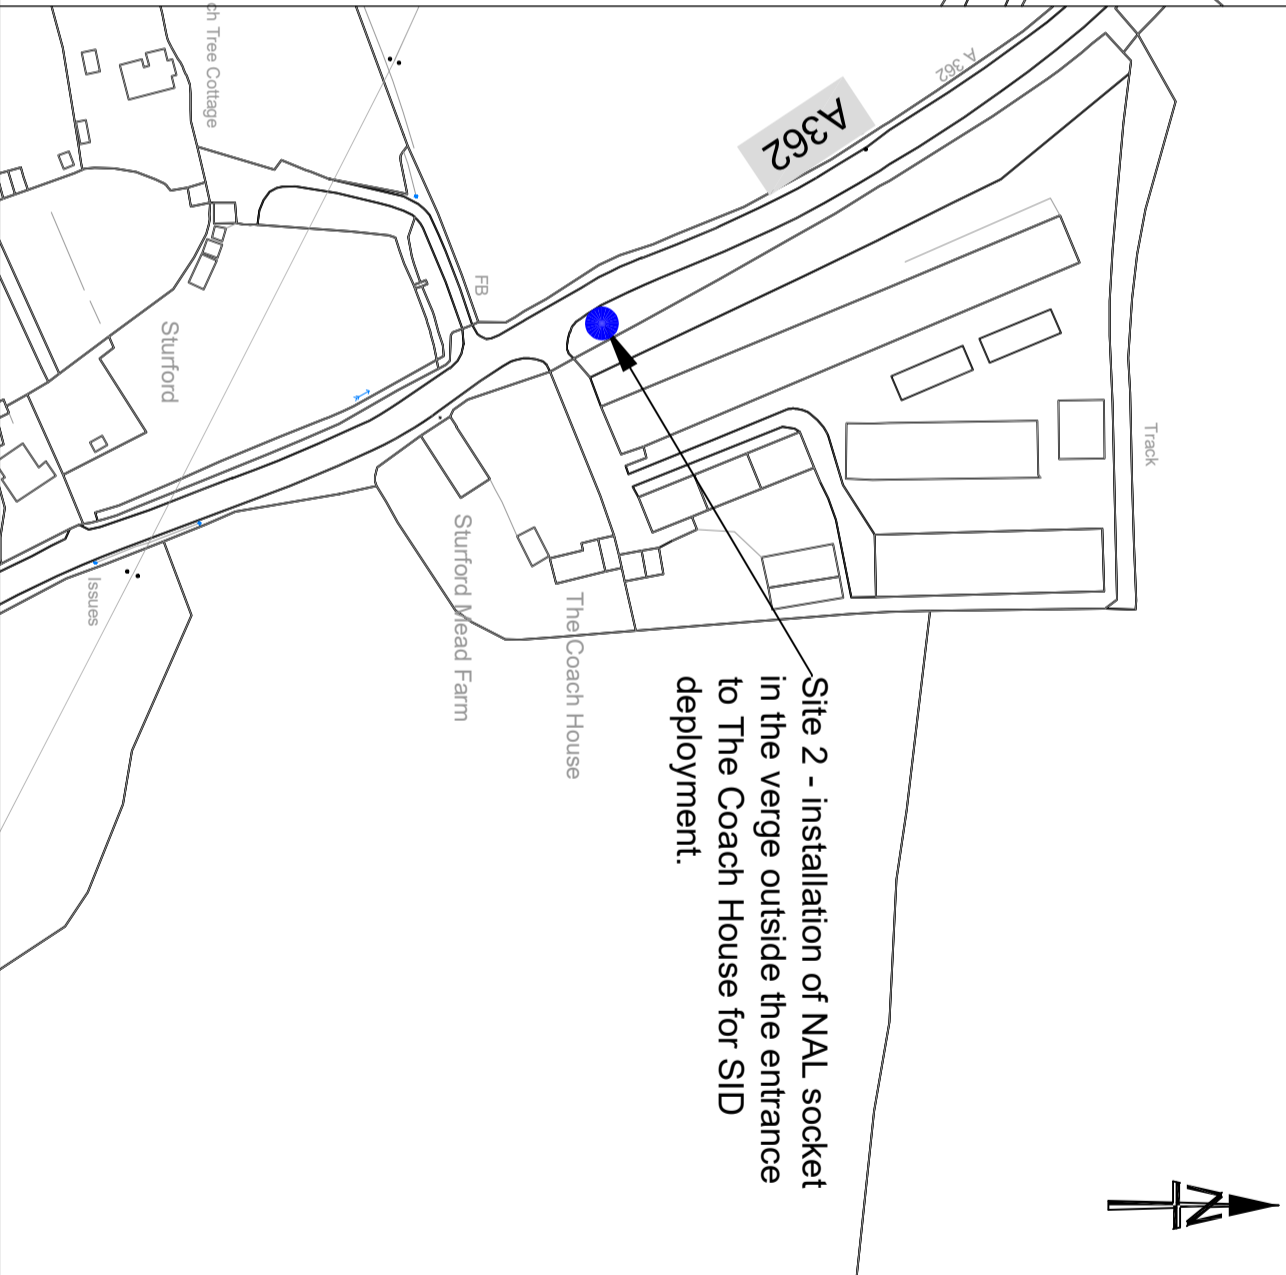 A 362
A362
Track
FB
ch Tree Cottage
Sturford
The Coach House
Sturford Mead Farm
Issues
Site 2 - installation of NAL socket
in the verge outside the entrance
to The Coach House for SID
deployment.
N